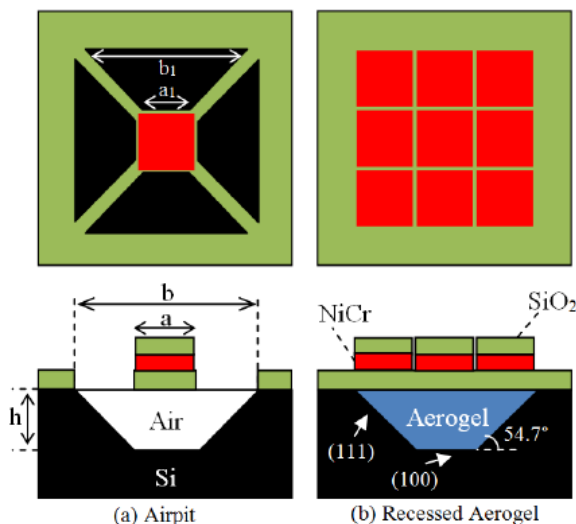 b₁
a₁
b
a
h
Air
Si
(a) Airpit
NiCr
SiO₂
Aerogel
54.7°
(111)
(100)
(b) Recessed Aerogel